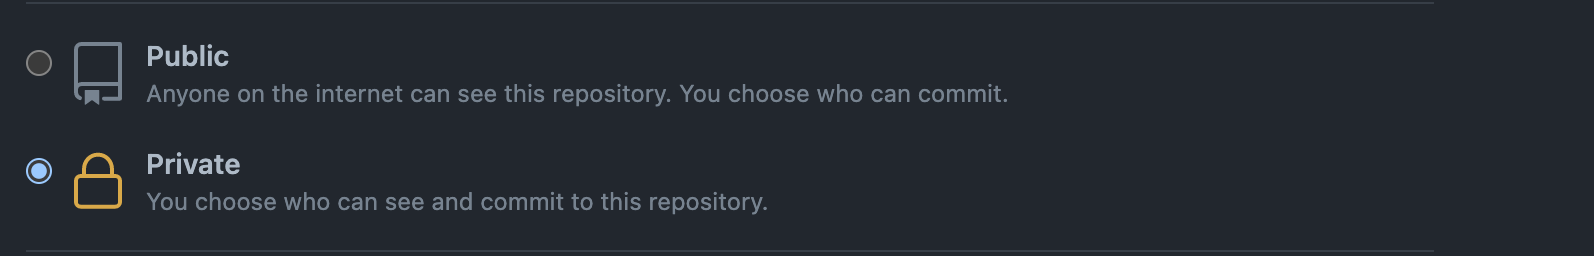 Public
Anyone on the internet can see this repository. You choose who can commit.
Private
You choose who can see and commit to this repository.